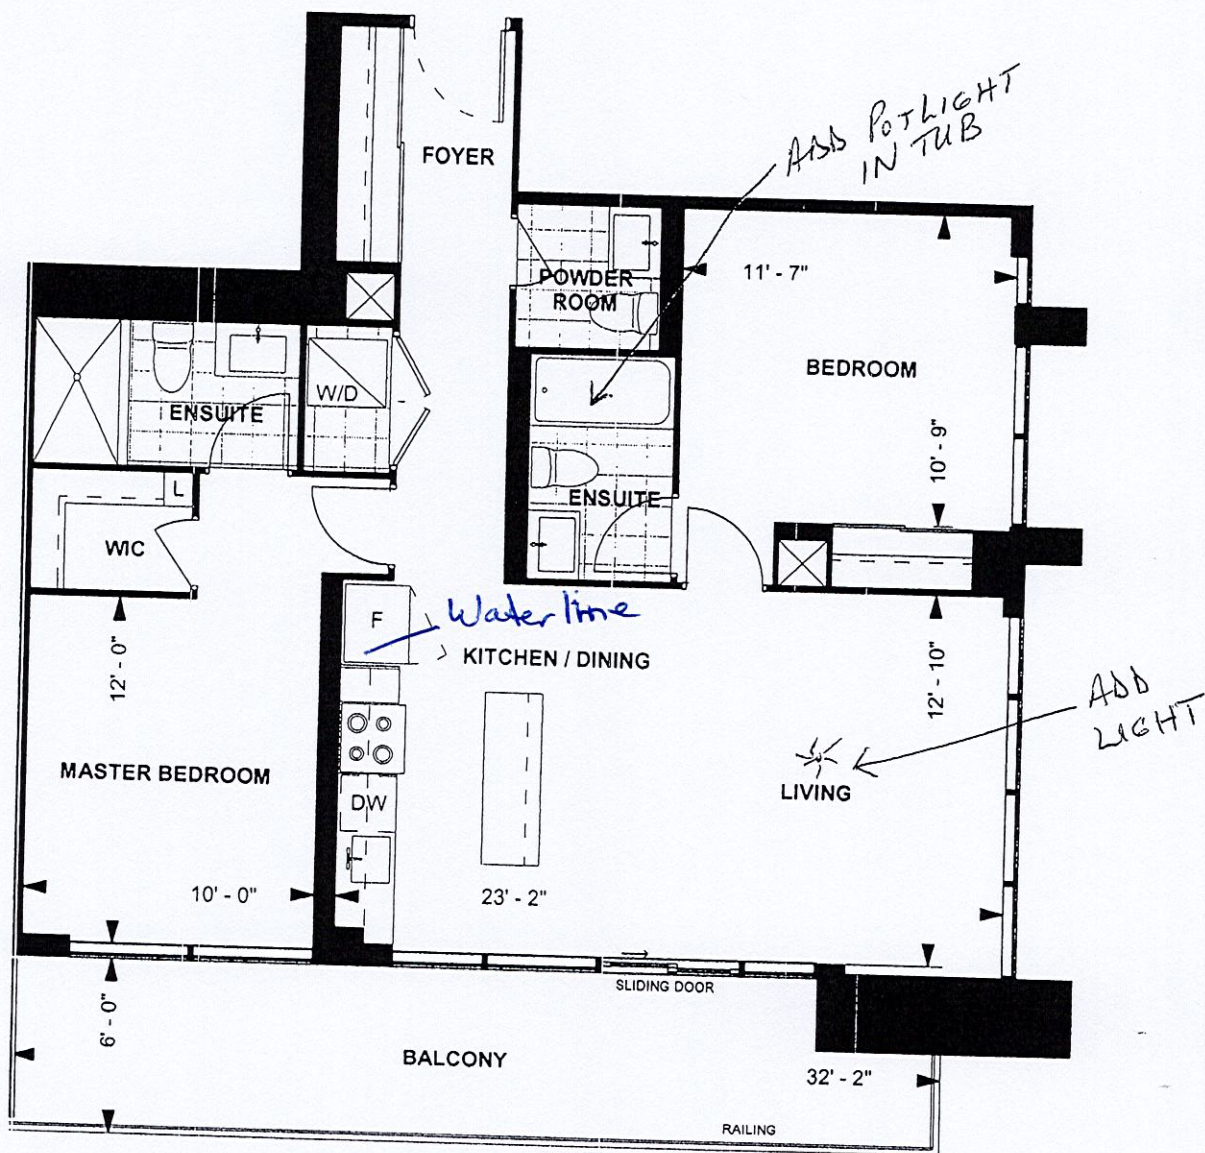 ADD POTLIGHT
IN TUB
FOYER
POWDER
ROOM
11' - 7"
BEDROOM
W/D
ENSUITE
10' - 9"
L
ENSUITE
WIC
F
Water line
KITCHEN / DINING
12' - 0"
12' - 10"
ADD
LIGHT
MASTER BEDROOM
LIVING
DW
10' - 0"
23' - 2"
SLIDING DOOR
6' - 0"
BALCONY
32' - 2"
RAILING